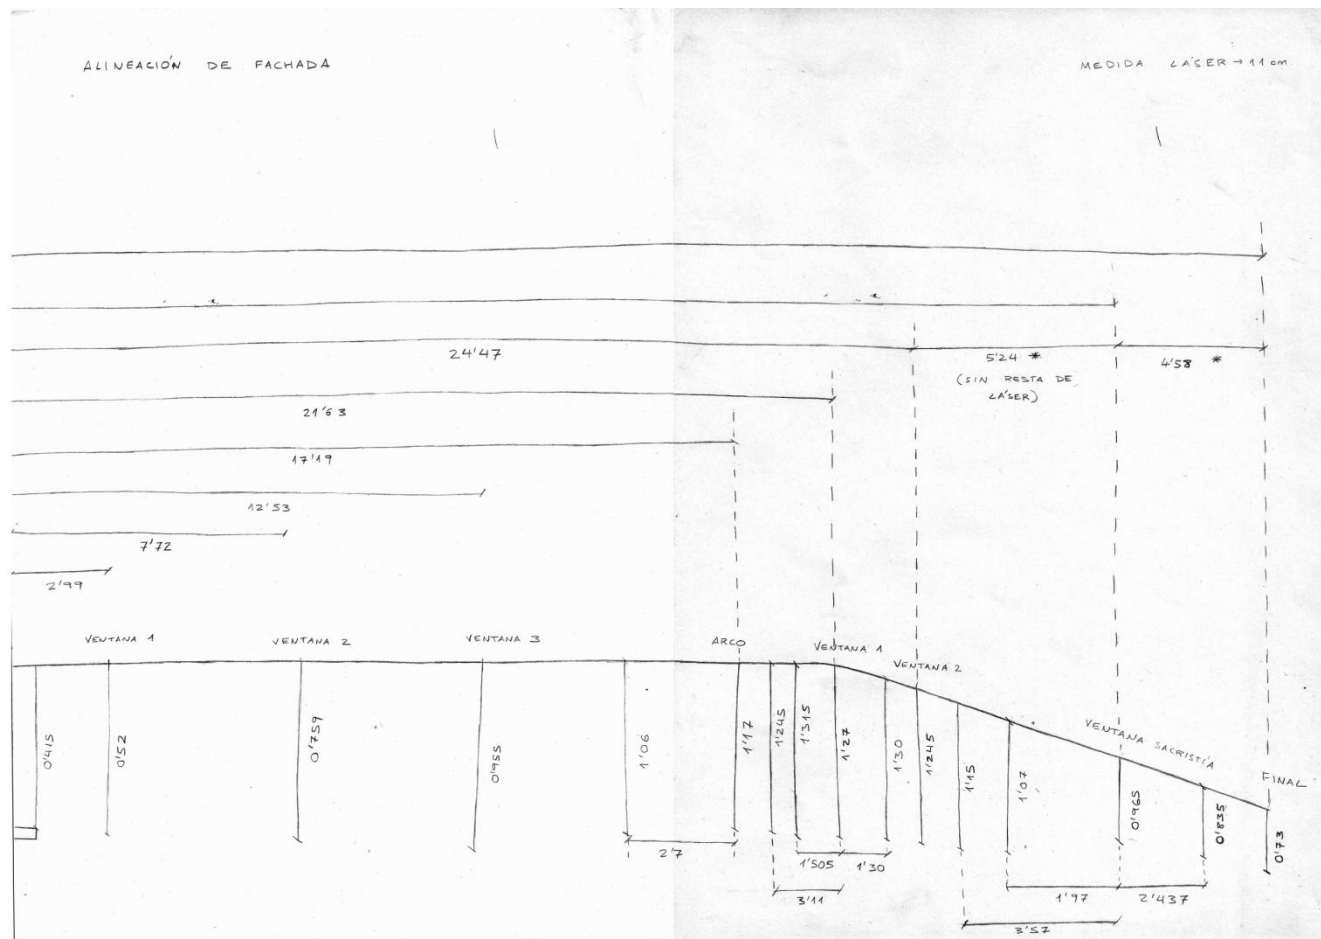 ALINEACIÓN DE FACHADA
MEDIDA LÁSER → 11 cm
24'47
5'24 *
4'58 *
(SIN RESTA DE
LÁSER)
21'63
17'19
12'53
7'72
2'99
VENTANA 1
VENTANA 2
VENTANA 3
ARCO
VENTANA 1
VENTANA 2
VENTANA SACRISTÍA
FINAL
0'415
0'52
0'759
0'955
1'06
1'17
1'245
1'315
1'27
1'30
1'245
1'15
1'07
0'965
0'835
0'73
2'7
1'505
1'30
3'11
1'97
2'437
3'57